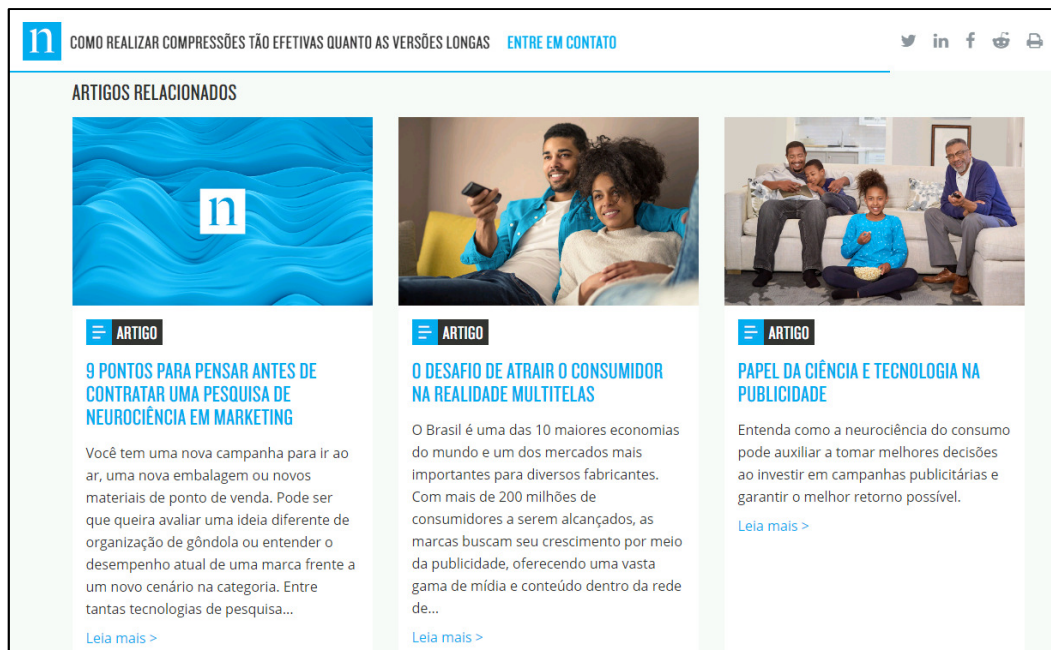 n COMO REALIZAR COMPRESSÕES TÃO EFETIVAS QUANTO AS VERSÕES LONGAS ENTRE EM CONTATO
ARTIGOS RELACIONADOS
n
ARTIGO
9 PONTOS PARA PENSAR ANTES DE
CONTRATAR UMA PESQUISA DE
NEUROCIÊNCIA EM MARKETING
Você tem uma nova campanha para ir ao
ar, uma nova embalagem ou novos
materiais de ponto de venda. Pode ser
que queira avaliar uma ideia diferente de
organização de gôndola ou entender o
desempenho atual de uma marca frente a
um novo cenário na categoria. Entre
tantas tecnologias de pesquisa...
Leia mais >
ARTIGO
O DESAFIO DE ATRAIR O CONSUMIDOR
NA REALIDADE MULTITELAS
O Brasil é uma das 10 maiores economias
do mundo e um dos mercados mais
importantes para diversos fabricantes.
Com mais de 200 milhões de
consumidores a serem alcançados, as
marcas buscam seu crescimento por meio
da publicidade, oferecendo uma vasta
gama de mídia e conteúdo dentro da rede
de...
Leia mais >
ARTIGO
PAPEL DA CIÊNCIA E TECNOLOGIA NA
PUBLICIDADE
Entenda como a neurociência do consumo
pode auxiliar a tomar melhores decisões
ao investir em campanhas publicitárias e
garantir o melhor retorno possível.
Leia mais >